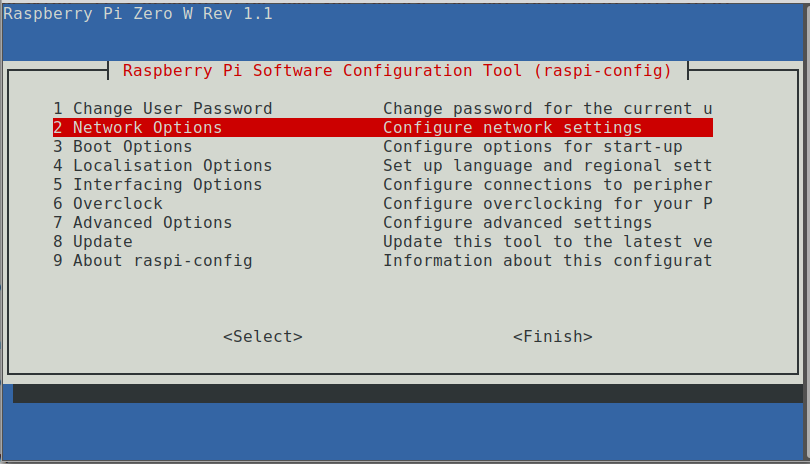 Raspberry Pi Zero W Rev 1.1
Raspberry Pi Software Configuration Tool (raspi-config)
1 Change User Password Change password for the current u
2 Network Options Configure network settings
3 Boot Options Configure options for start-up
4 Localisation Options Set up language and regional sett
5 Interfacing Options Configure connections to peripher
6 Overclock Configure overclocking for your P
7 Advanced Options Configure advanced settings
8 Update Update this tool to the latest ve
9 About raspi-config Information about this configurat
<Select> <Finish>